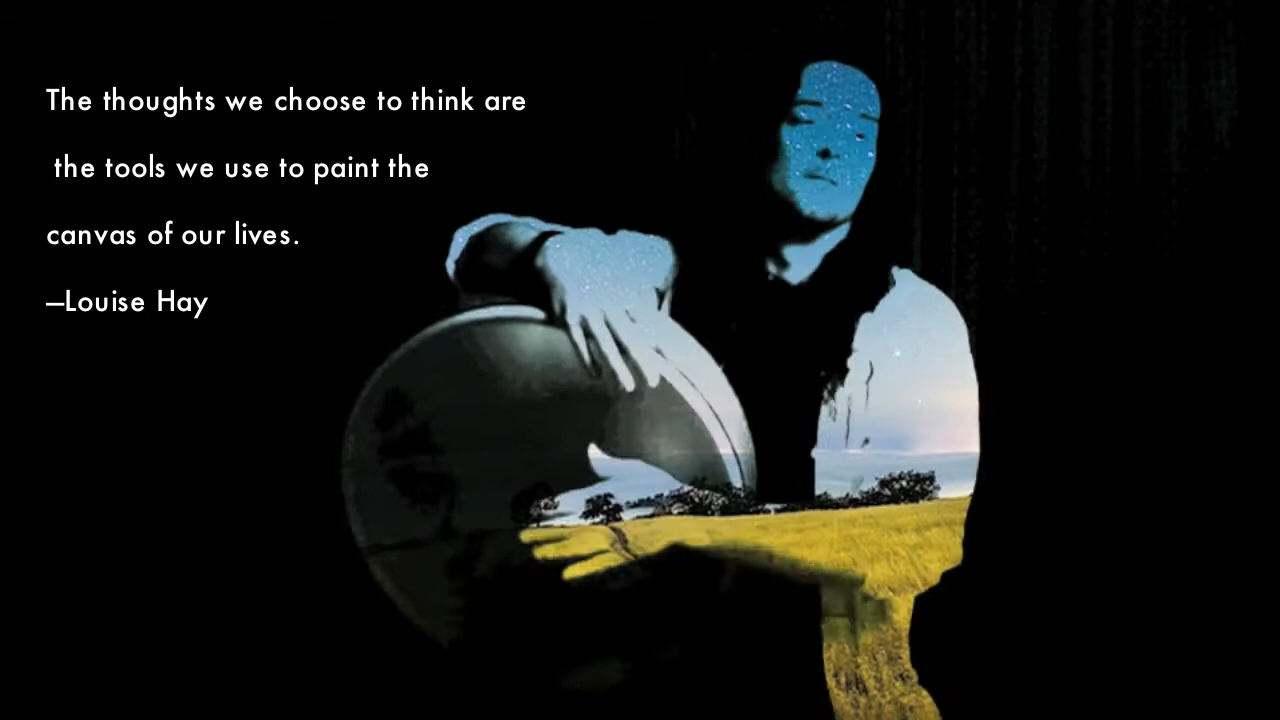 The thoughts we choose to think are
the tools we use to paint the
canvas of our lives.
—Louise Hay